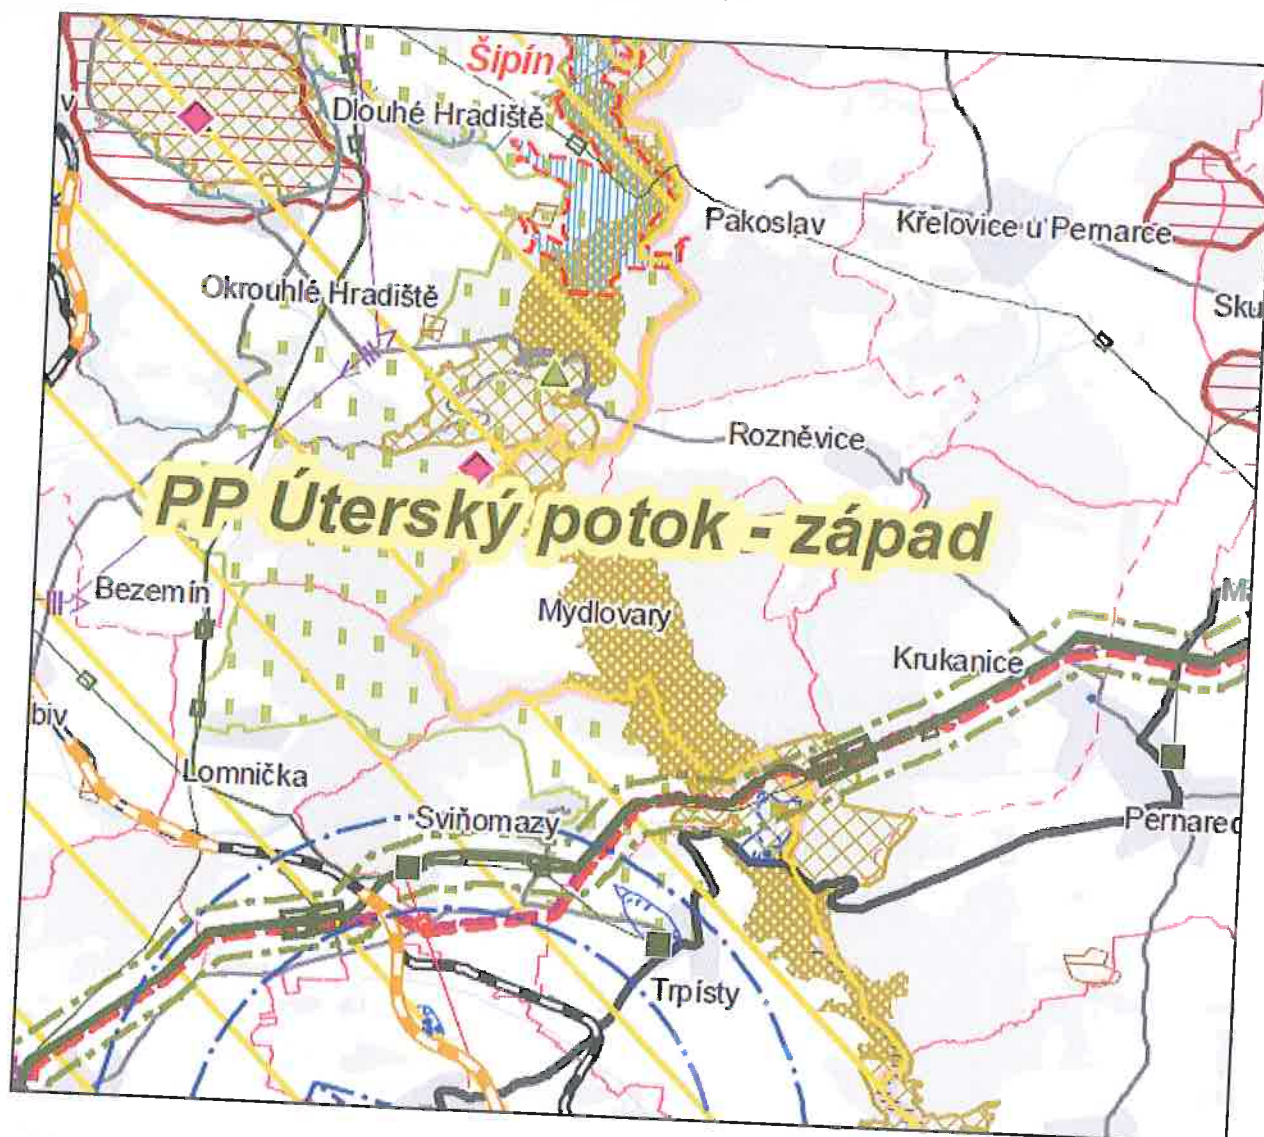 Šipín
v
Dlouhé Hradiště
Pakoslav
Křelovice u Pernarce
Okrouhlé Hradiště
Sku
Rozněvice
PP Úterský potok - západ
Bezemín
Mydlovary
Krukanice
biv
Lomnička
Sviňomazy
Pernarec
Trpísty